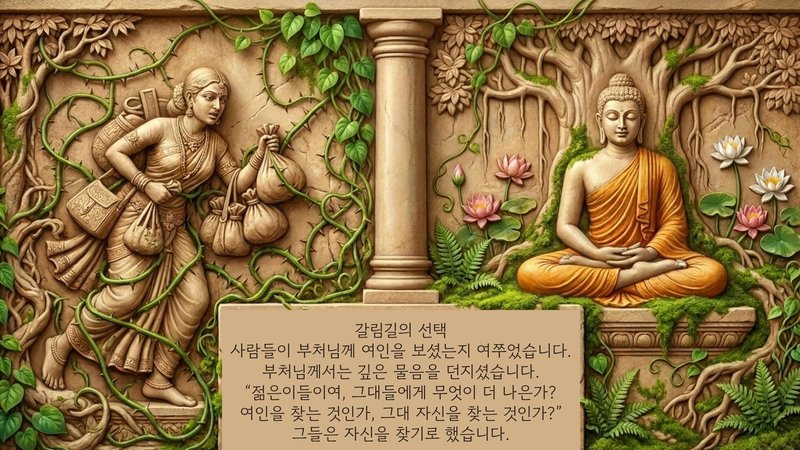 갈림길의 선택
사람들이 부처님께 여인을 보셨는지 여쭈었습니다.
부처님께서는 깊은 물음을 던지셨습니다.
“젊은이들이여, 그대들에게 무엇이 더 나은가?
여인을 찾는 것인가, 그대 자신을 찾는 것인가?”
그들은 자신을 찾기로 했습니다.